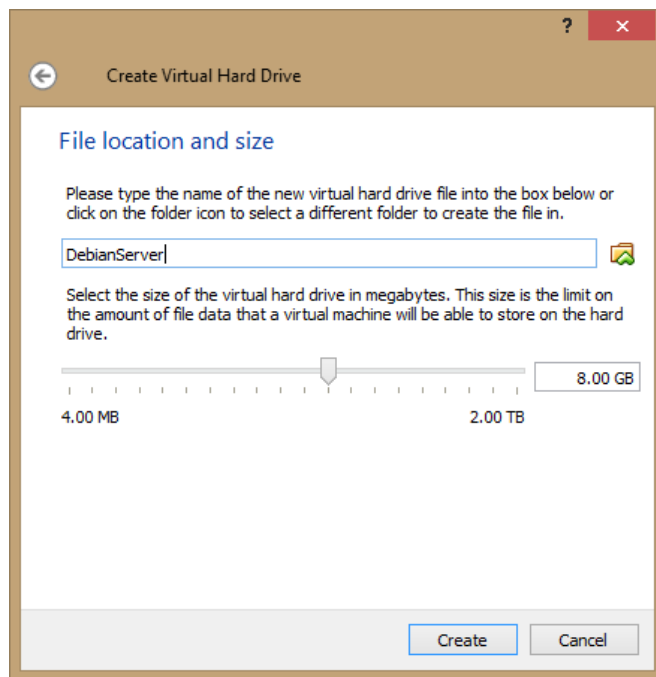 ?
Create Virtual Hard Drive
File location and size
Please type the name of the new virtual hard drive file into the box below or
click on the folder icon to select a different folder to create the file in.
DebianServer
Select the size of the virtual hard drive in megabytes. This size is the limit on
the amount of file data that a virtual machine will be able to store on the hard
drive.
8.00 GB
4.00 MB 2.00 TB
Create Cancel